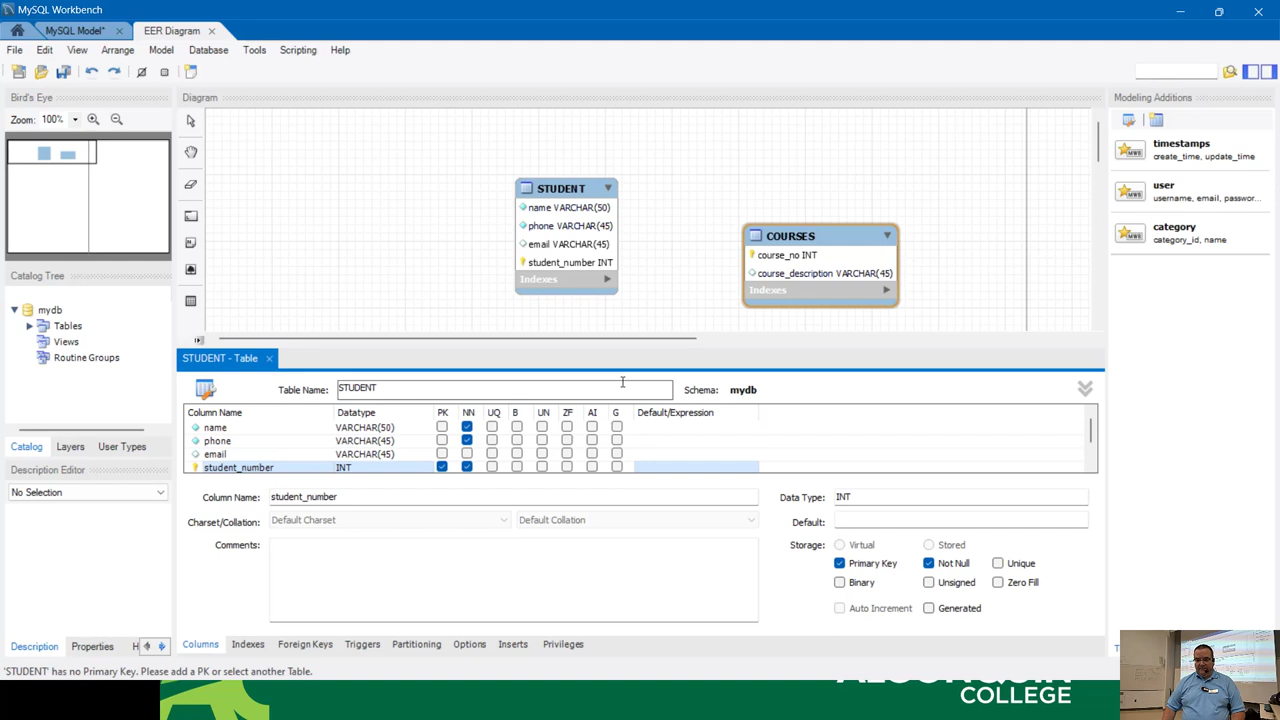 MySQL Workbench
MySQL Model* ×
EER Diagram ×
File Edit View Arrange Model Database Tools Scripting Help
Bird's Eye
Zoom: 100%
Diagram
Modeling Additions
timestamps
create_time, update_time
user
username, email, passwor...
category
category_id, name
STUDENT
name VARCHAR(50)
phone VARCHAR(45)
email VARCHAR(45)
student_number INT
Indexes
COURSES
course_no INT
course_description VARCHAR(45)
Indexes
Catalog Tree
mydb
Tables
Views
Routine Groups
Catalog Layers User Types
Description Editor
No Selection
Description Properties H
STUDENT - Table ×
Table Name: STUDENT Schema: mydb
Column Name Datatype PK NN UQ B UN ZF AI G Default/Expression
name VARCHAR(50)
phone VARCHAR(45)
email VARCHAR(45)
student_number INT
Column Name: student_number Data Type: INT
Charset/Collation: Default Charset Default Collation Default:
Comments: Storage: Virtual Stored
Primary Key Not Null Unique
Binary Unsigned Zero Fill
Auto Increment Generated
Columns Indexes Foreign Keys Triggers Partitioning Options Inserts Privileges
'STUDENT' has no Primary Key. Please add a PK or select another Table.
COLLEGE